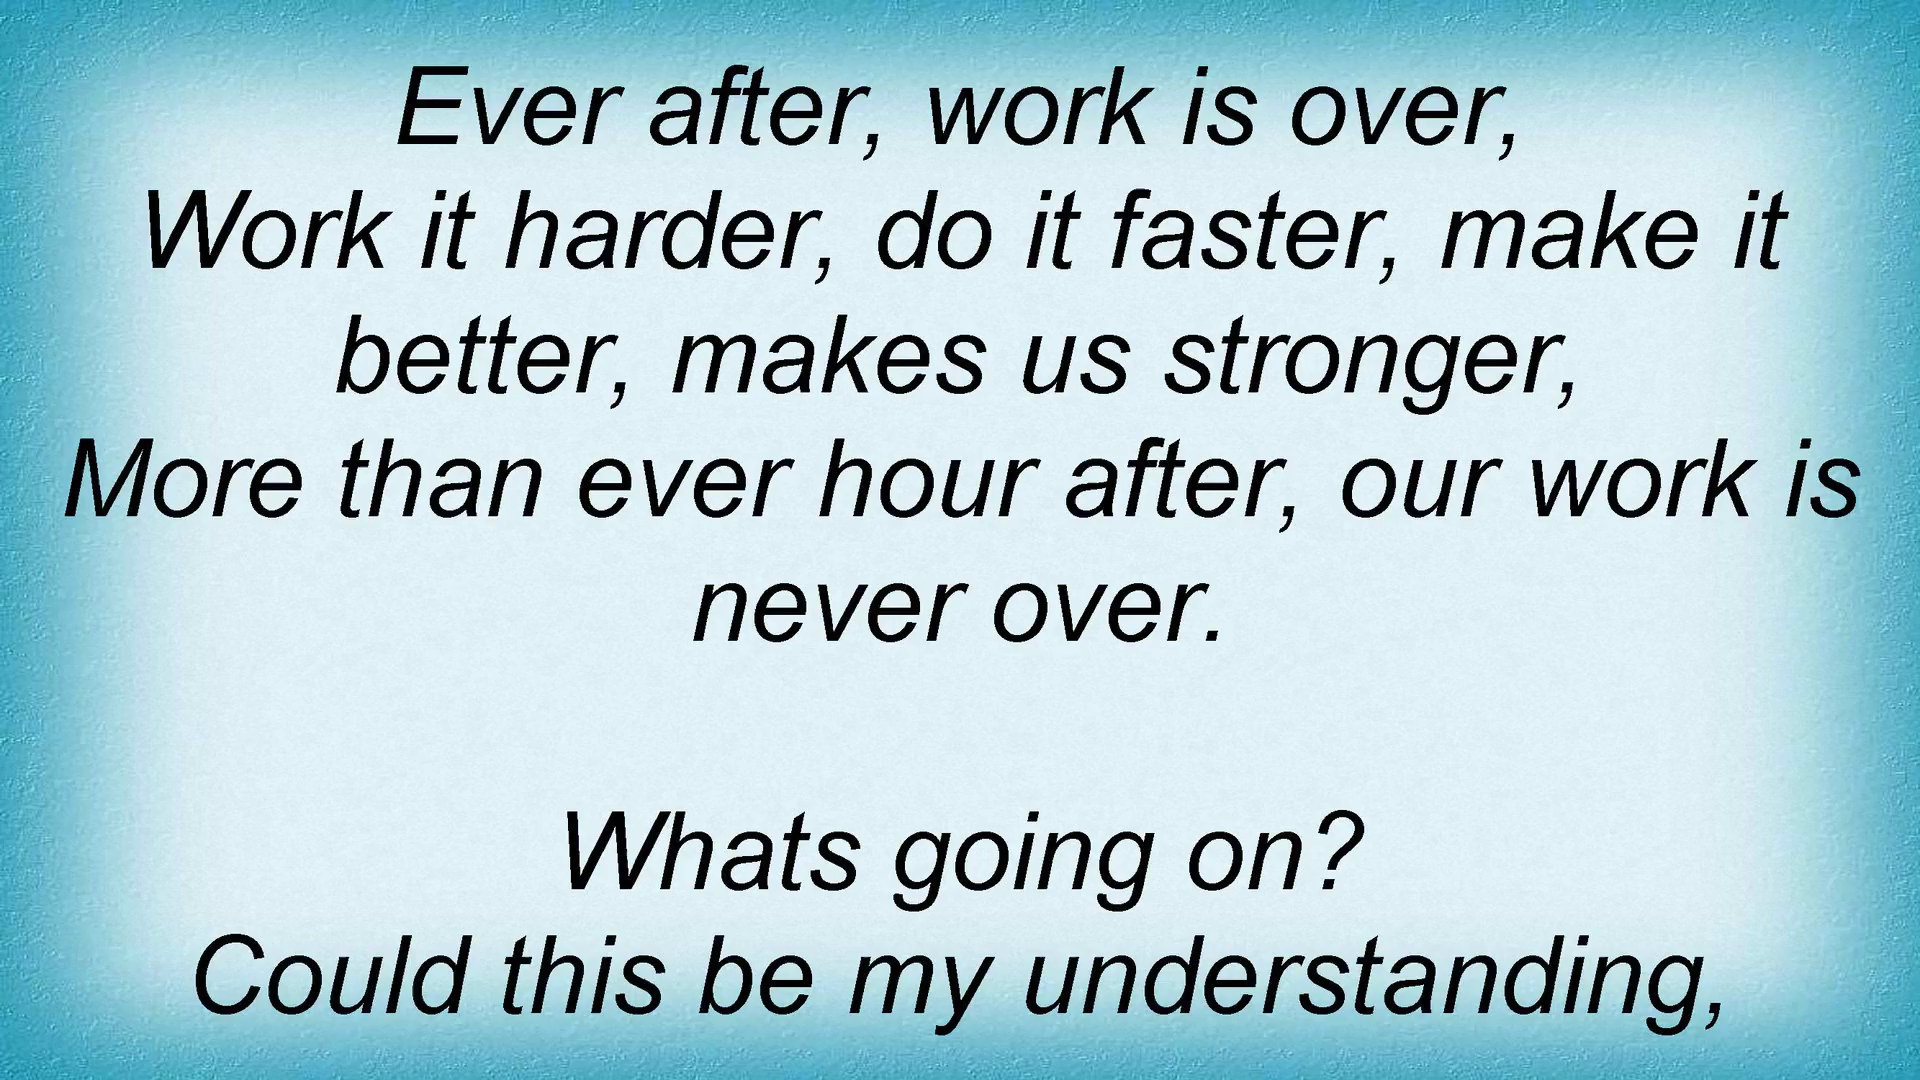 Ever after, work is over,
Work it harder, do it faster, make it
better, makes us stronger,
More than ever hour after, our work is
never over.
Whats going on?
Could this be my understanding,